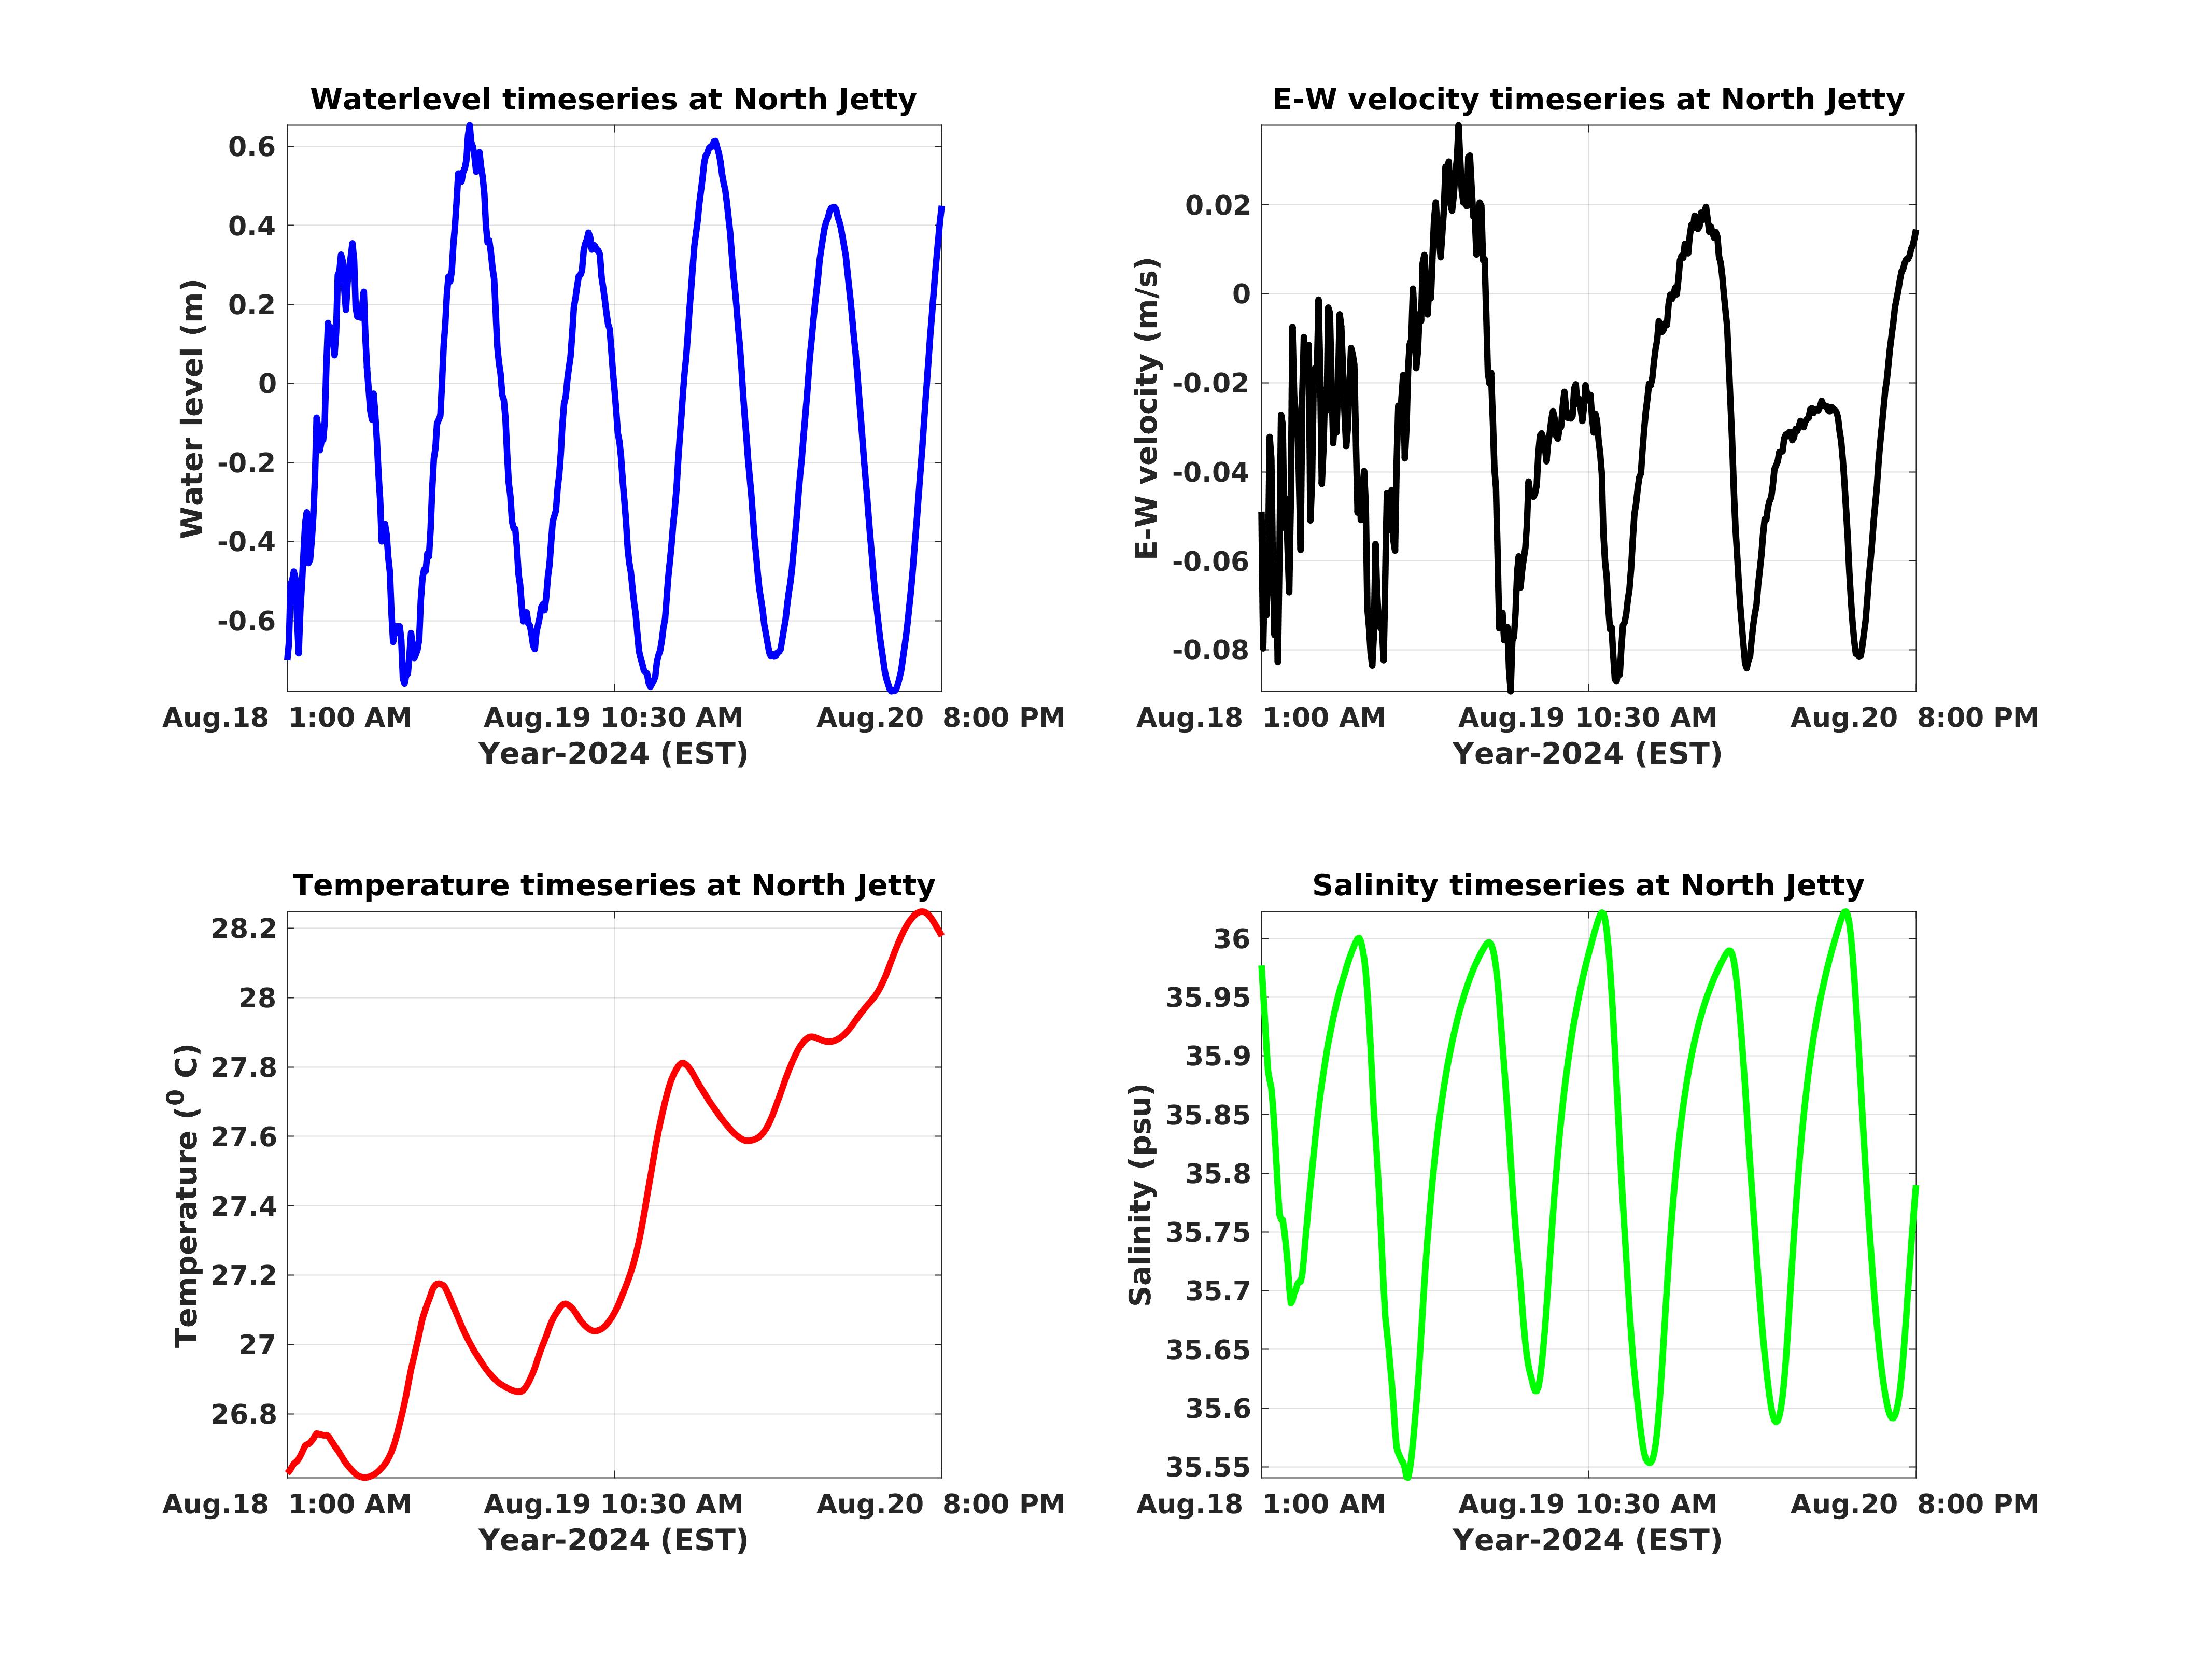 Waterlevel timeseries at North Jetty
Water level (m)
0.6
0.4
0.2
0
-0.2
-0.4
-0.6
Aug.18 1:00 AM Aug.19 10:30 AM Aug.20 8:00 PM
Year-2024 (EST)
E-W velocity timeseries at North Jetty
E-W velocity (m/s)
0.02
0
-0.02
-0.04
-0.06
-0.08
Aug.18 1:00 AM Aug.19 10:30 AM Aug.20 8:00 PM
Year-2024 (EST)
Temperature timeseries at North Jetty
Temperature (⁰ C)
28.2
28
27.8
27.6
27.4
27.2
27
26.8
Aug.18 1:00 AM Aug.19 10:30 AM Aug.20 8:00 PM
Year-2024 (EST)
Salinity timeseries at North Jetty
Salinity (psu)
36
35.95
35.9
35.85
35.8
35.75
35.7
35.65
35.6
35.55
Aug.18 1:00 AM Aug.19 10:30 AM Aug.20 8:00 PM
Year-2024 (EST)